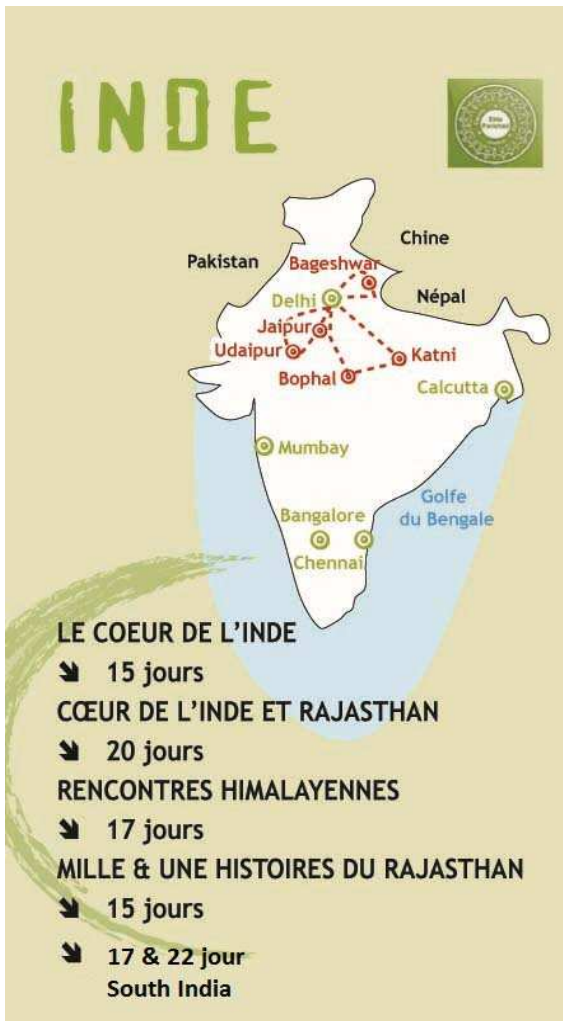 INDE
Chine
Pakistan
Bageshwar
Delhi
Népal
Jaipur
Udaipur
Katni
Bophal
Calcutta
Mumbay
Golfe
du Bengale
Bangalore
Chennai
LE COEUR DE L'INDE
15 jours
CŒUR DE L'INDE ET RAJASTHAN
20 jours
RENCONTRES HIMALAYENNES
17 jours
MILLE & UNE HISTOIRES DU RAJASTHAN
15 jours
17 & 22 jour
South India